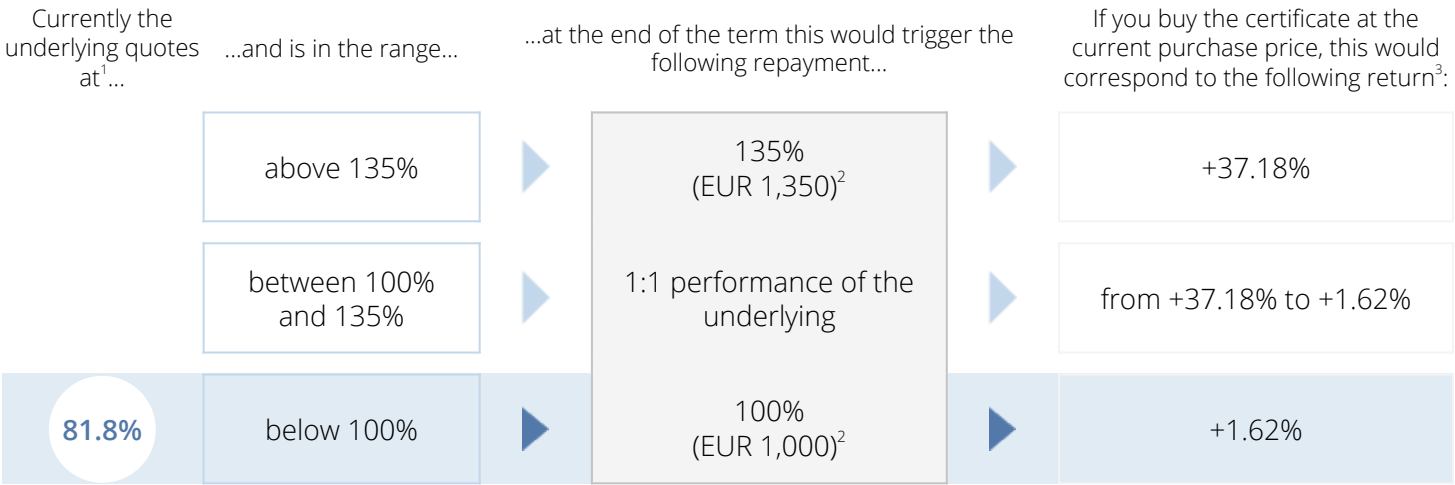 Currently the
underlying quotes
at¹...
...and is in the range...
...at the end of the term this would trigger the
following repayment...
If you buy the certificate at the
current purchase price, this would
correspond to the following return³:
above 135%
135%
(EUR 1,350)²
+37.18%
between 100%
and 135%
1:1 performance of the
underlying
from +37.18% to +1.62%
81.8%
below 100%
100%
(EUR 1,000)²
+1.62%